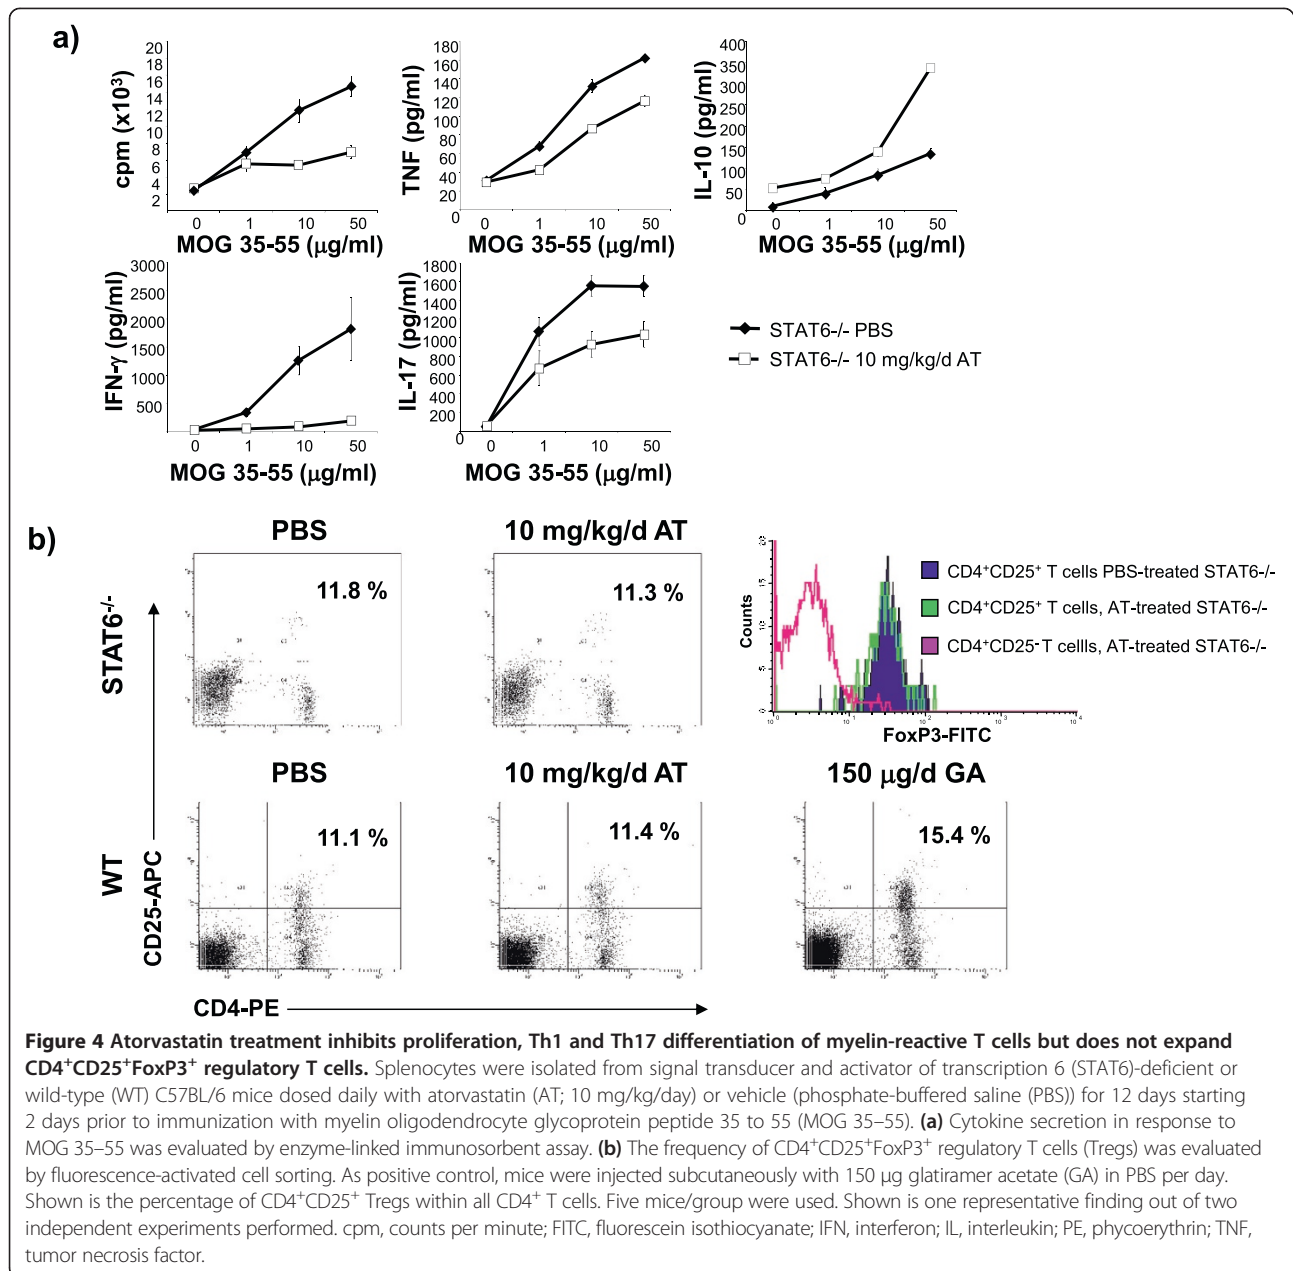 a)
cpm (x10³)
20
18
16
14
12
10
8
6
4
2
0 1 10 50
MOG 35-55 (µg/ml)
TNF (pg/ml)
180
160
140
120
100
80
60
40
20
0
0 1 10 50
MOG 35-55 (µg/ml)
IL-10 (pg/ml)
400
350
300
250
200
150
100
50
0
0 1 10 50
MOG 35-55 (µg/ml)
IFN-γ (pg/ml)
3000
2500
2000
1500
1000
500
0 1 10 50
MOG 35-55 (µg/ml)
IL-17 (pg/ml)
1800
1600
1400
1200
1000
800
600
400
200
0
0 1 10 50
MOG 35-55 (µg/ml)
STAT6-/- PBS
STAT6-/- 10 mg/kg/d AT
b)
PBS
10 mg/kg/d AT
STAT6-/-
11.8 %
11.3 %
Counts
20
15
10
5
0
10⁰ 10¹ 10² 10³ 10⁴
FoxP3-FITC
CD4⁺CD25⁺ T cells PBS-treated STAT6-/-
CD4⁺CD25⁺ T cells, AT-treated STAT6-/-
CD4⁺CD25⁻ T cellls, AT-treated STAT6-/-
PBS
10 mg/kg/d AT
150 µg/d GA
WT
CD25-APC
11.1 %
11.4 %
15.4 %
CD4-PE
Figure 4 Atorvastatin treatment inhibits proliferation, Th1 and Th17 differentiation of myelin-reactive T cells but does not expand
CD4⁺CD25⁺FoxP3⁺ regulatory T cells. Splenocytes were isolated from signal transducer and activator of transcription 6 (STAT6)-deficient or
wild-type (WT) C57BL/6 mice dosed daily with atorvastatin (AT; 10 mg/kg/day) or vehicle (phosphate-buffered saline (PBS)) for 12 days starting
2 days prior to immunization with myelin oligodendrocyte glycoprotein peptide 35 to 55 (MOG 35–55). (a) Cytokine secretion in response to
MOG 35–55 was evaluated by enzyme-linked immunosorbent assay. (b) The frequency of CD4⁺CD25⁺FoxP3⁺ regulatory T cells (Tregs) was evaluated
by fluorescence-activated cell sorting. As positive control, mice were injected subcutaneously with 150 µg glatiramer acetate (GA) in PBS per day.
Shown is the percentage of CD4⁺CD25⁺ Tregs within all CD4⁺ T cells. Five mice/group were used. Shown is one representative finding out of two
independent experiments performed. cpm, counts per minute; FITC, fluorescein isothiocyanate; IFN, interferon; IL, interleukin; PE, phycoerythrin; TNF,
tumor necrosis factor.